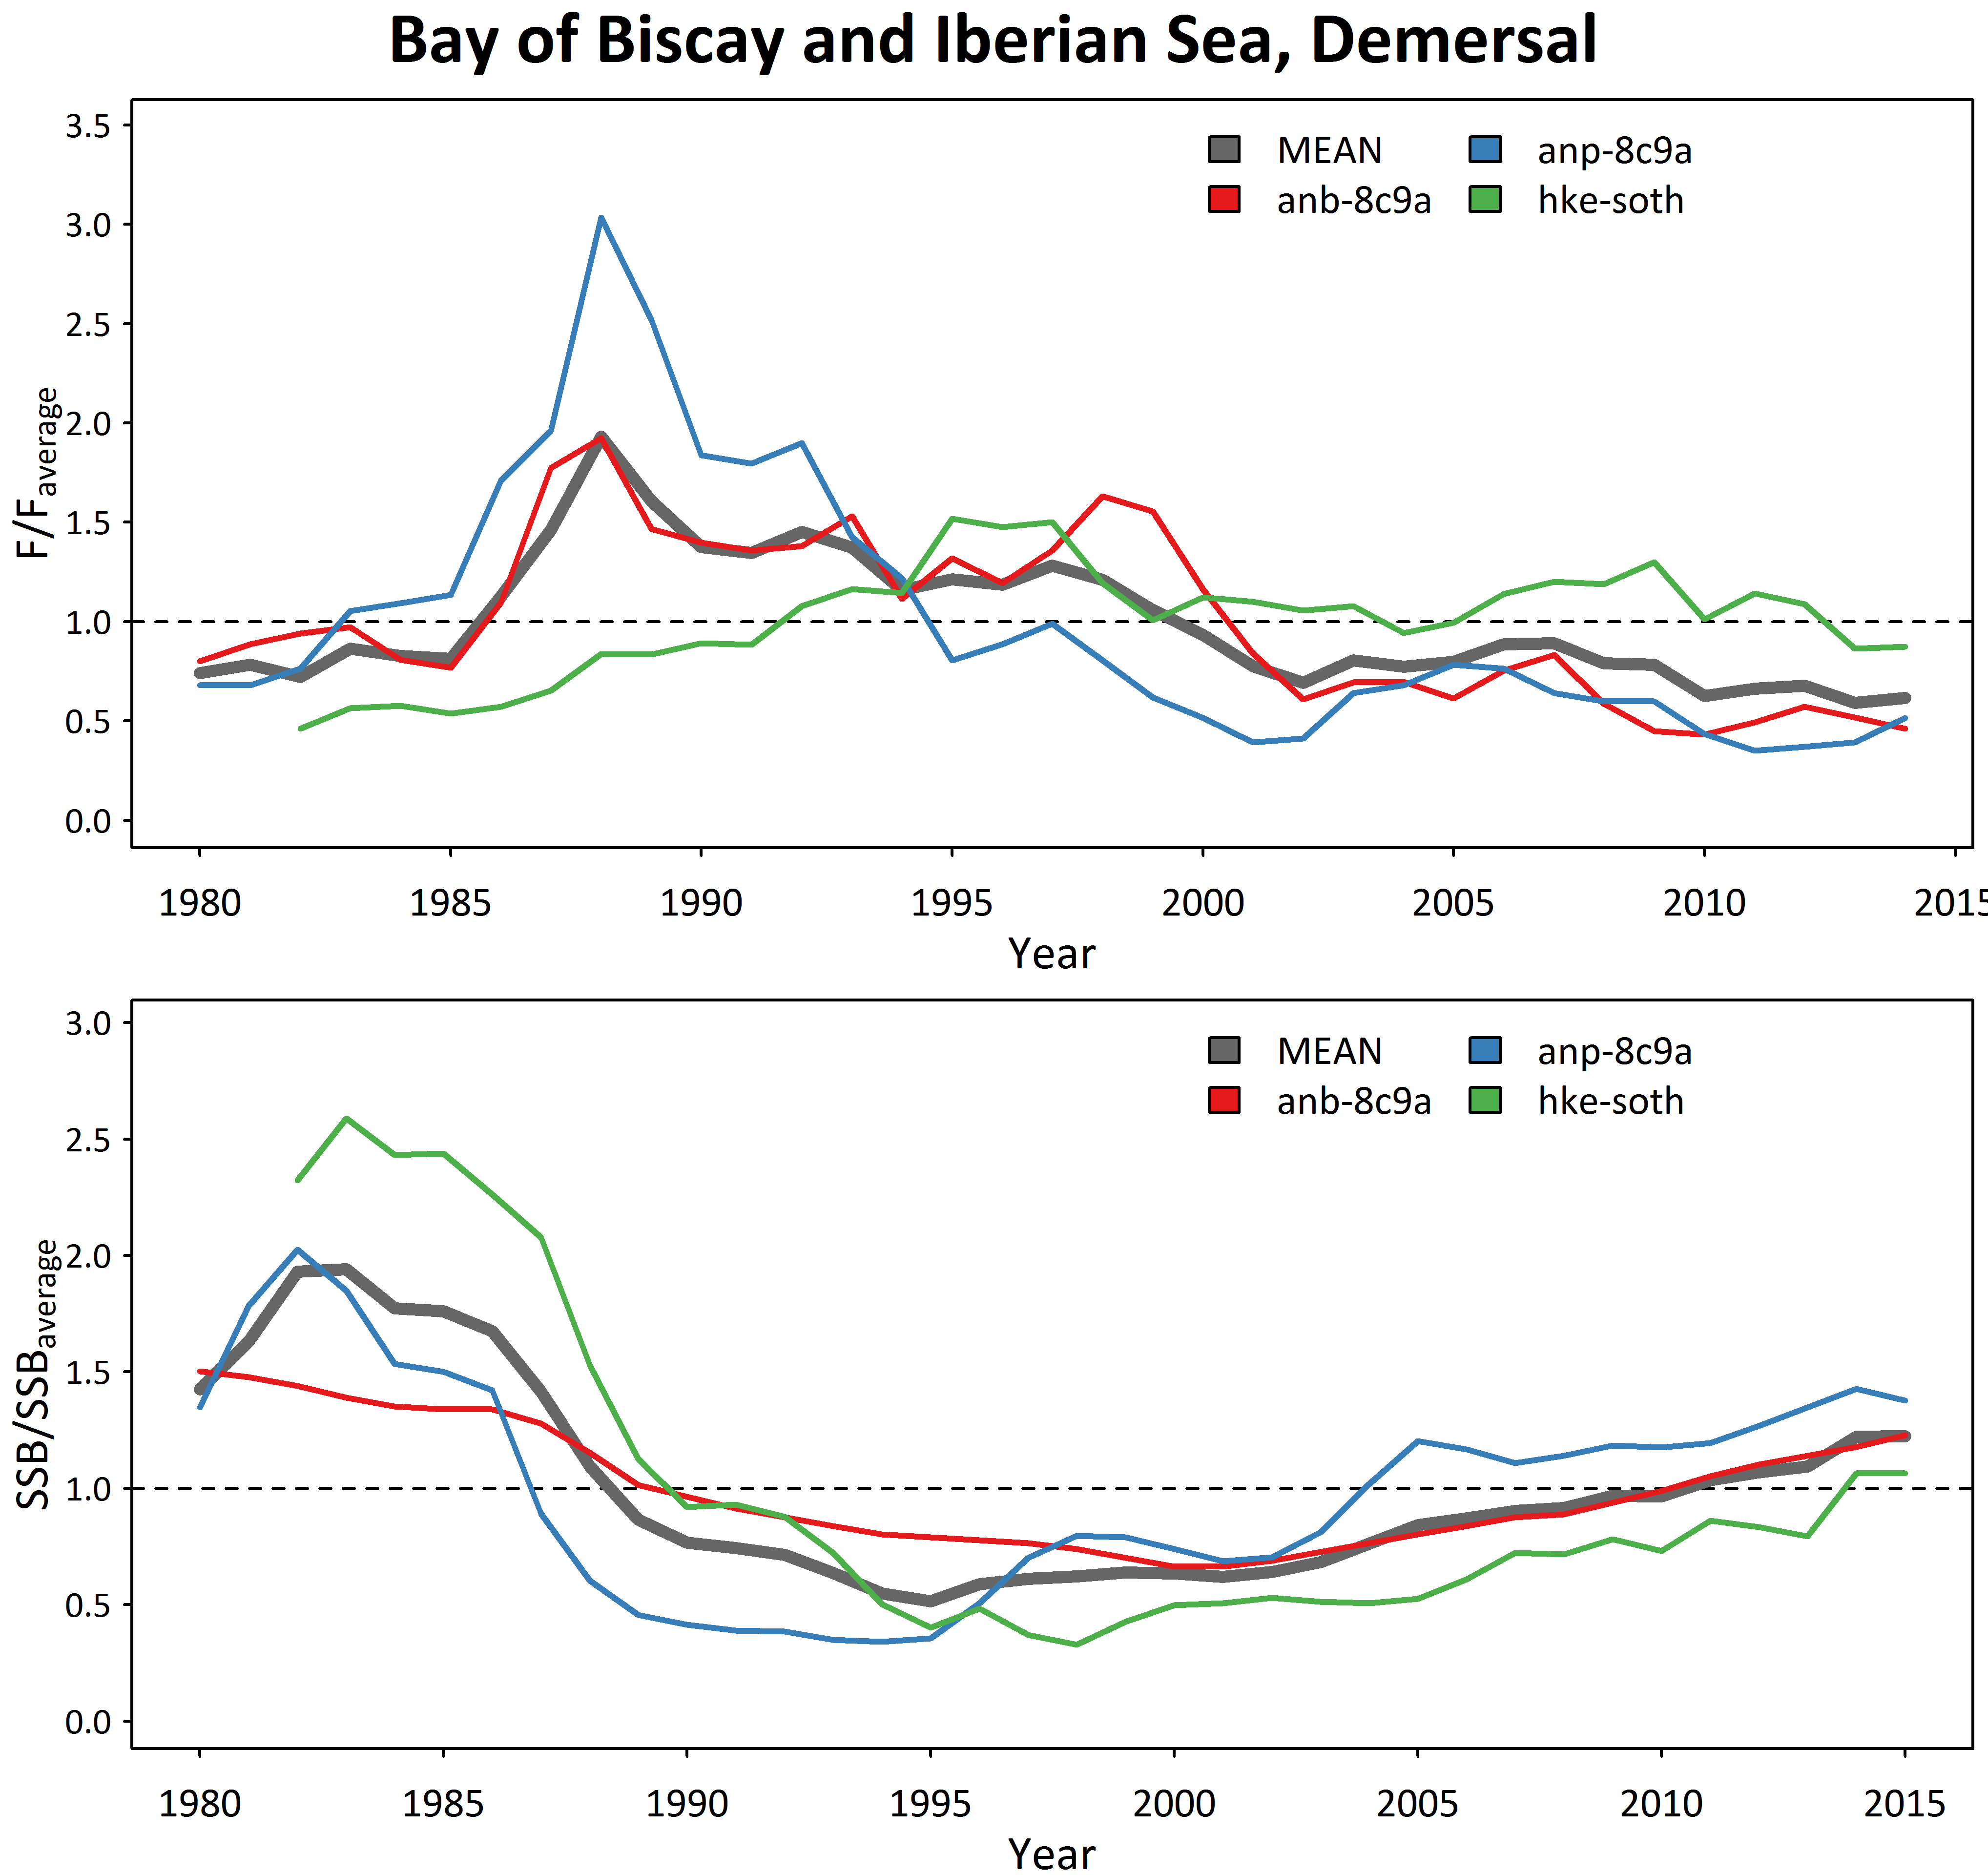 Bay of Biscay and Iberian Sea, Demersal
3.5
3.0
2.5
2.0
1.5
1.0
0.5
0.0
F/Faverage
MEAN
anp-8c9a
anb-8c9a
hke-soth
1980 1985 1990 1995 2000 2005 2010 2015
Year
3.0
2.5
2.0
1.5
1.0
0.5
0.0
SSB/SSBaverage
MEAN
anp-8c9a
anb-8c9a
hke-soth
1980 1985 1990 1995 2000 2005 2010 2015
Year